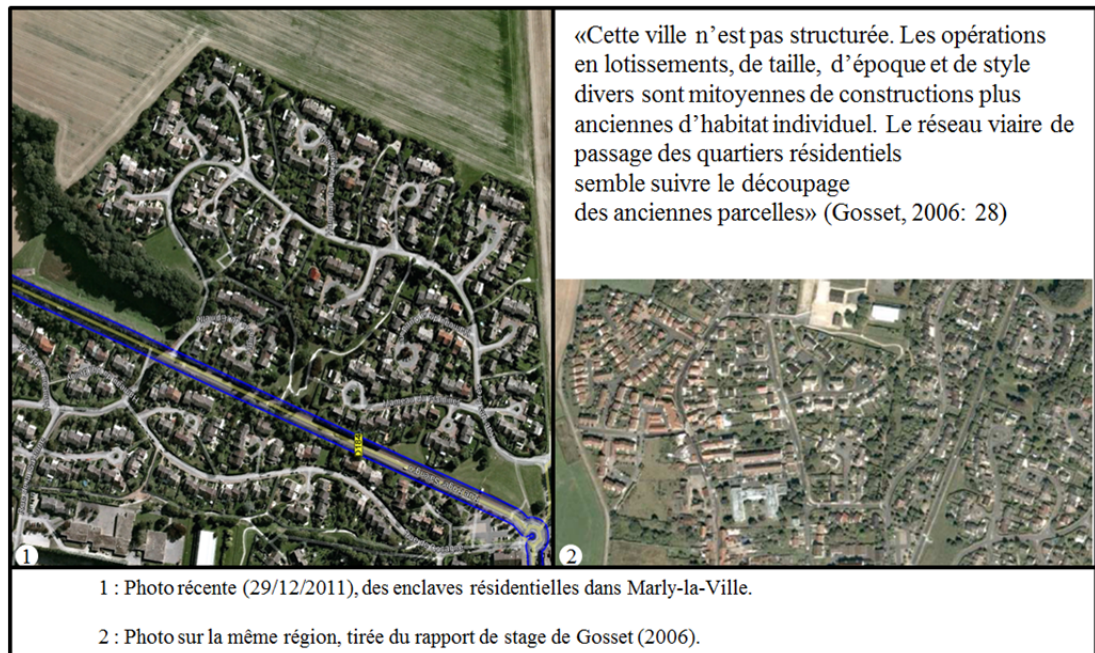 «Cette ville n’est pas structurée. Les opérations
en lotissements, de taille, d’époque et de style
divers sont mitoyennes de constructions plus
anciennes d’habitat individuel. Le réseau viaire de
passage des quartiers résidentiels
semble suivre le découpage
des anciennes parcelles» (Gosset, 2006: 28)
1
2
1 : Photo récente (29/12/2011), des enclaves résidentielles dans Marly-la-Ville.
2 : Photo sur la même région, tirée du rapport de stage de Gosset (2006).